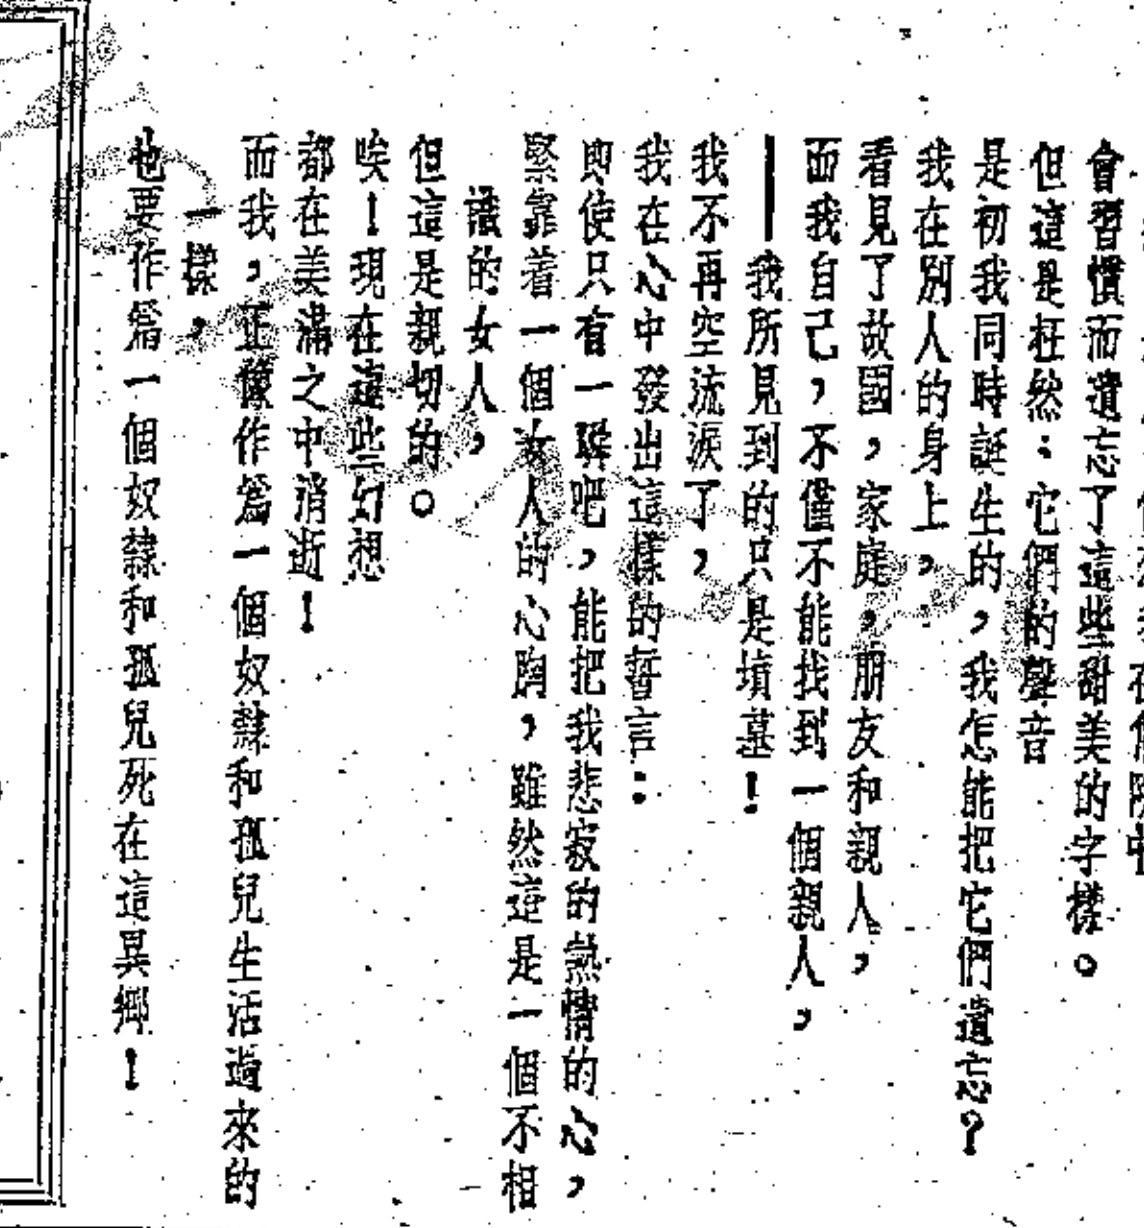 會習慣而遺忘了這些甜美的字樣。
但這是枉然：它們的聲音
是初我同時誕生的，我怎能把它們遺忘？
我在別人的身上，
看見了故國，家庭，朋友和親人，
面我自己，不僅不能找到一個親人，
——我所見到的只是墳墓！
我不再空流淚了，
我在心中發出這樣的誓言：
即使只有一瞬吧，能把我悲寂的熱情的心，
緊靠着一個女人的心胸，雖然這是一個不相
識的女人，
但這是親切的。
唉！現在這些幻想
都在美滿之中消逝！
而我，正像作爲一個奴隸和孤兒生活過來的
一樣，
也要作爲一個奴隸和孤兒死在這異鄉！